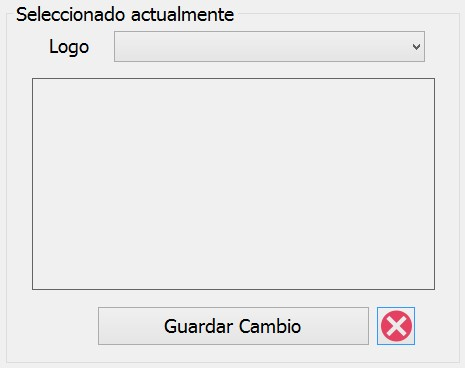 Seleccionado actualmente
Logo
Guardar Cambio